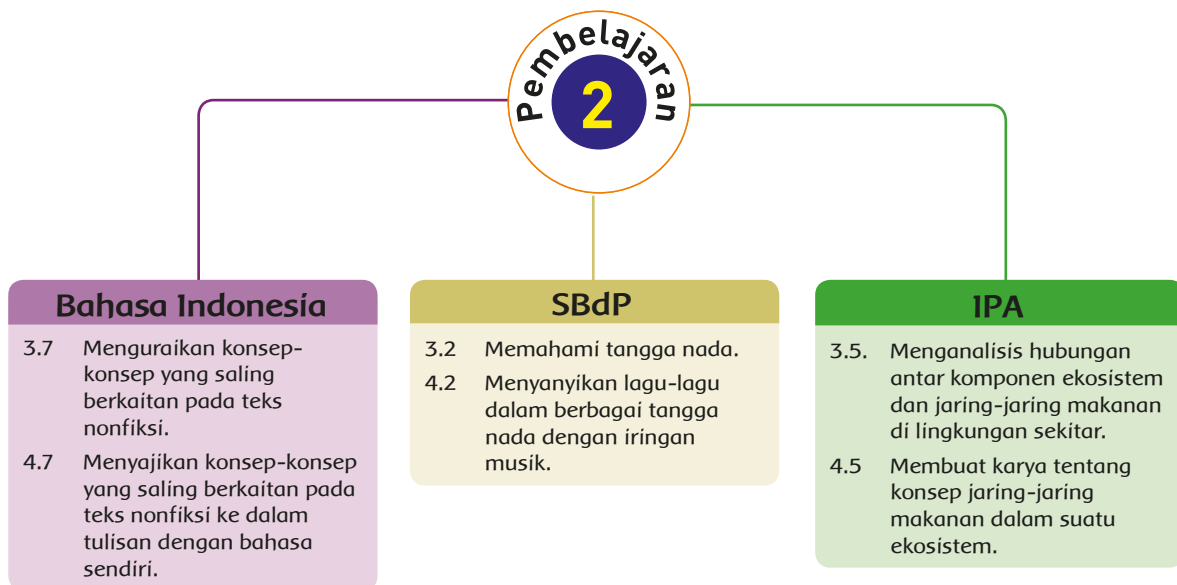 Pembelajaran
2
Bahasa Indonesia
3.7 Menguraikan konsep-
konsep yang saling
berkaitan pada teks
nonfiksi.
4.7 Menyajikan konsep-konsep
yang saling berkaitan pada
teks nonfiksi ke dalam
tulisan dengan bahasa
sendiri.
SBdP
3.2 Memahami tangga nada.
4.2 Menyanyikan lagu-lagu
dalam berbagai tangga
nada dengan iringan
musik.
IPA
3.5. Menganalisis hubungan
antar komponen ekosistem
dan jaring-jaring makanan
di lingkungan sekitar.
4.5 Membuat karya tentang
konsep jaring-jaring
makanan dalam suatu
ekosistem.